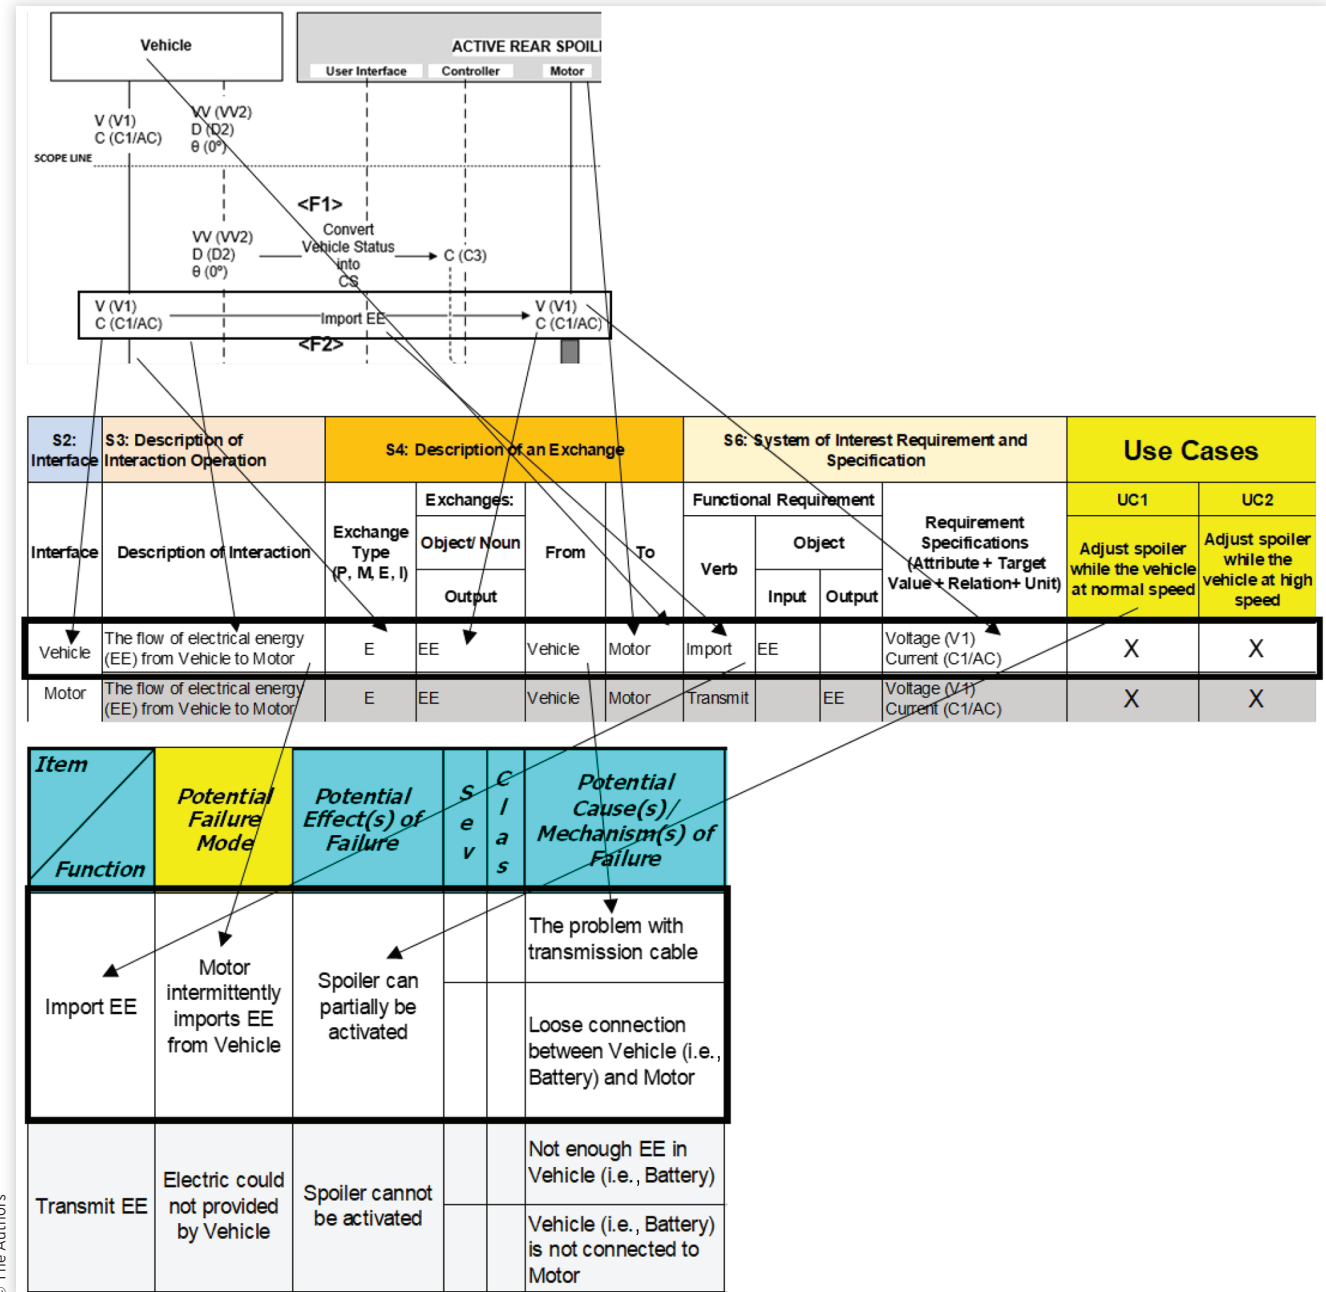 Vehicle
ACTIVE REAR SPOIL
User Interface
Controller
Motor
V (V1)
C (C1/AC)
VV (VV2)
D (D2)
θ (0°)
SCOPE LINE
<F1>
Convert
Vehicle Status
into
CS
VV (VV2)
D (D2)
θ (0°)
C (C3)
V (V1)
C (C1/AC)
Import EE
V (V1)
C (C1/AC)
<F2>
S2:
Interface
S3: Description of
Interaction Operation
S4: Description of an Exchange
S6: System of Interest Requirement and
Specification
Use Cases
Interface
Description of Interaction
Exchange
Type
(P, M, E, I)
Exchanges:
Object/ Noun
Output
From
To
Functional Requirement
Verb
Object
Input
Output
Requirement
Specifications
(Attribute + Target
Value + Relation+ Unit)
UC1
Adjust spoiler
while the vehicle
at normal speed
UC2
Adjust spoiler
while the
vehicle at high
speed
Vehicle
The flow of electrical energy
(EE) from Vehicle to Motor
E
EE
Vehicle
Motor
Import
EE
Voltage (V1)
Current (C1/AC)
X
X
Motor
The flow of electrical energy
(EE) from Vehicle to Motor
E
EE
Vehicle
Motor
Transmit
EE
Voltage (V1)
Current (C1/AC)
X
X
Item
Function
Potential
Failure
Mode
Potential
Effect(s) of
Failure
S
e
v
C
l
a
s
Potential
Cause(s)/
Mechanism(s) of
Failure
Import EE
Motor
intermittently
imports EE
from Vehicle
Spoiler can
partially be
activated
The problem with
transmission cable
Loose connection
between Vehicle (i.e.,
Battery) and Motor
Transmit EE
Electric could
not provided
by Vehicle
Spoiler cannot
be activated
Not enough EE in
Vehicle (i.e., Battery)
Vehicle (i.e., Battery)
is not connected to
Motor
The Authors